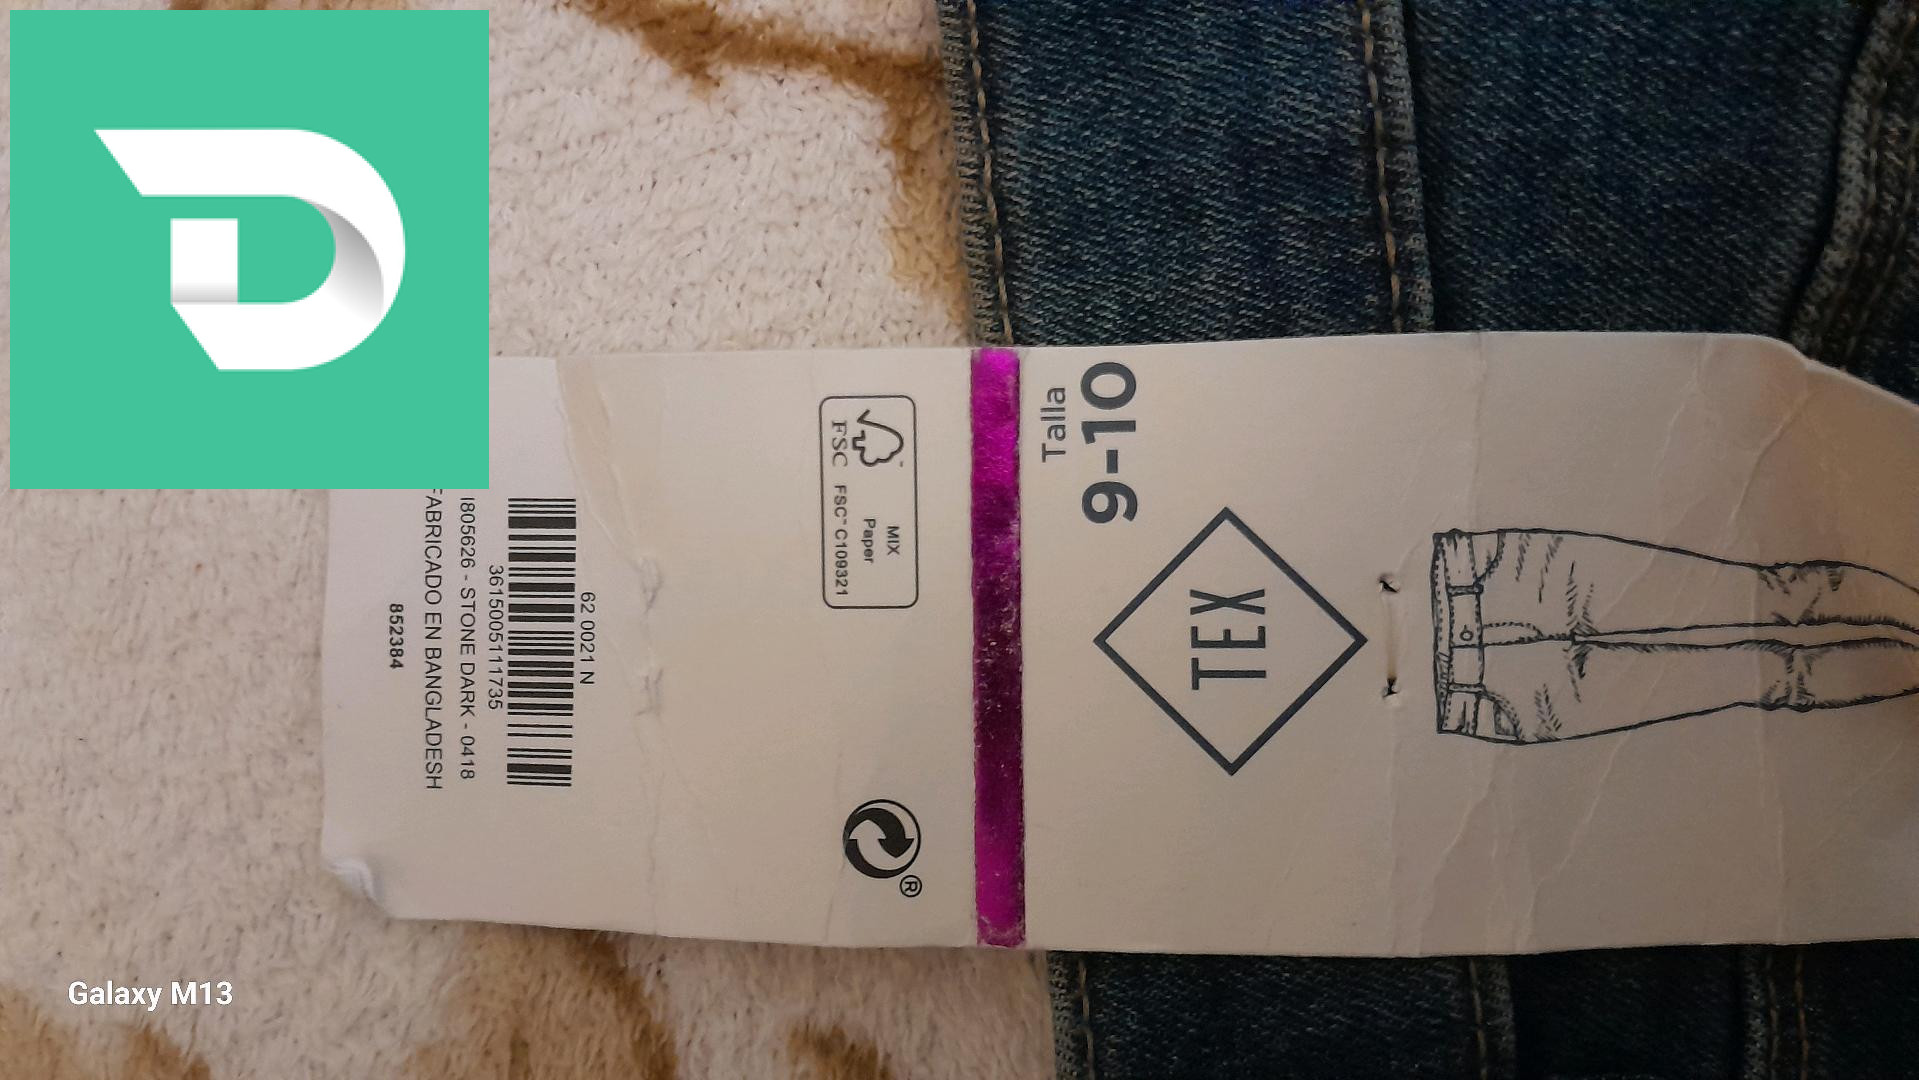 Talla
9-10
TEX
FSC
MIX
Paper
FSC™ C109321
®
62 0021 N
3615005111735
I805626 - STONE DARK - 0418
FABRICADO EN BANGLADESH
852384
Galaxy M13